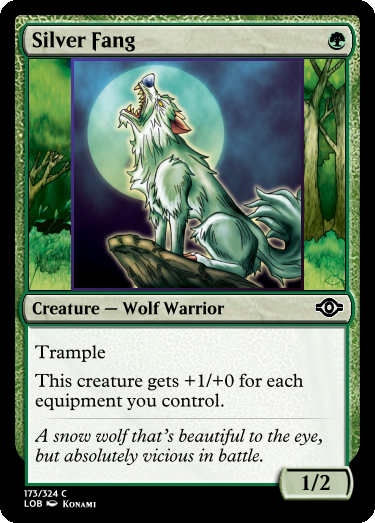 Silver Fang
Creature — Wolf Warrior
Trample
This creature gets +1/+0 for each
equipment you control.
A snow wolf that's beautiful to the eye,
but absolutely vicious in battle.
1/2
173/324 C
LOB Konami